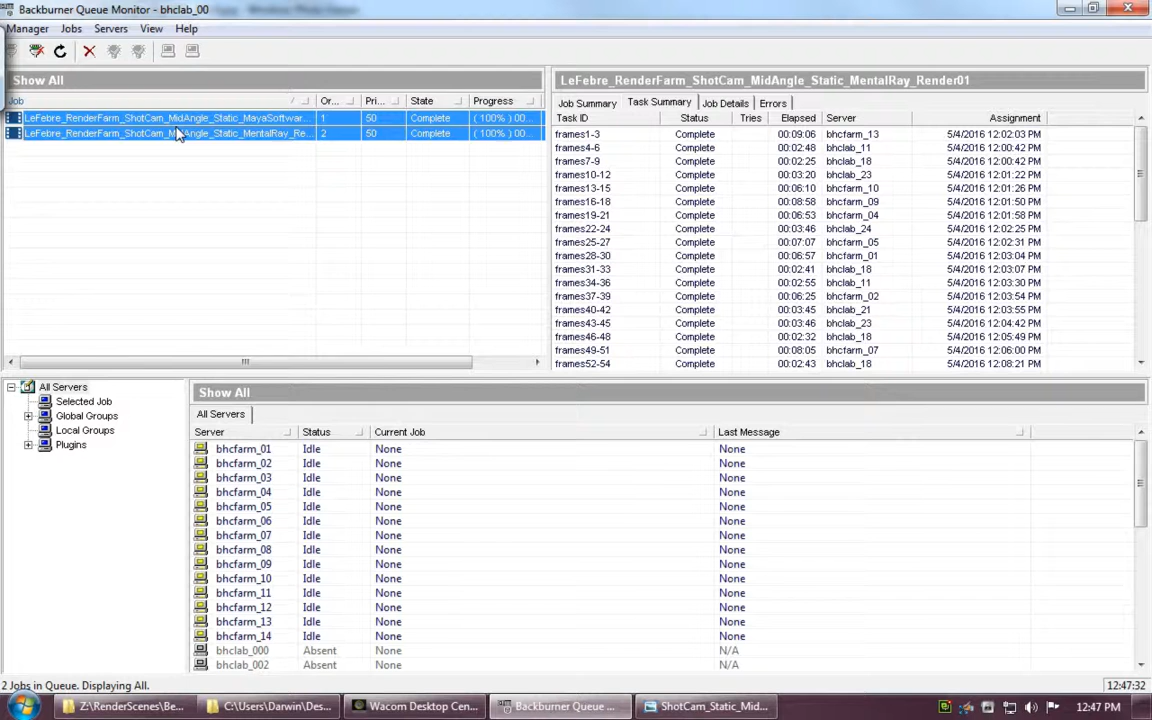 Backburner Queue Monitor - bhclab_00
Manager Jobs Servers View Help
Show All
Job Or... Pri... State Progress
LeFebre_RenderFarm_ShotCam_MidAngle_Static_MayaSoftwar... 1 50 Complete ( 100% ) 00...
LeFebre_RenderFarm_ShotCam_MidAngle_Static_MentalRay_Re... 2 50 Complete ( 100% ) 00...
LeFebre_RenderFarm_ShotCam_MidAngle_Static_MentalRay_Render01
Job Summary Task Summary Job Details Errors
Task ID Status Tries Elapsed Server Assignment
frames1-3 Complete 00:09:06 bhcfarm_13 5/4/2016 12:02:03 PM
frames4-6 Complete 00:02:48 bhclab_11 5/4/2016 12:00:42 PM
frames7-9 Complete 00:02:53 bhclab_18 5/4/2016 12:00:42 PM
frames10-12 Complete 00:03:20 bhclab_23 5/4/2016 12:01:22 PM
frames13-15 Complete 00:06:10 bhcfarm_10 5/4/2016 12:01:26 PM
frames16-18 Complete 00:08:58 bhcfarm_09 5/4/2016 12:01:50 PM
frames19-21 Complete 00:06:53 bhcfarm_04 5/4/2016 12:01:58 PM
frames22-24 Complete 00:03:46 bhclab_24 5/4/2016 12:02:25 PM
frames25-27 Complete 00:07:07 bhcfarm_05 5/4/2016 12:02:31 PM
frames28-30 Complete 00:06:57 bhcfarm_01 5/4/2016 12:03:04 PM
frames31-33 Complete 00:02:41 bhclab_18 5/4/2016 12:03:07 PM
frames34-36 Complete 00:02:55 bhclab_11 5/4/2016 12:03:30 PM
frames37-39 Complete 00:06:25 bhcfarm_02 5/4/2016 12:03:54 PM
frames40-42 Complete 00:03:45 bhclab_21 5/4/2016 12:03:55 PM
frames43-45 Complete 00:03:46 bhclab_23 5/4/2016 12:04:42 PM
frames46-48 Complete 00:02:32 bhclab_18 5/4/2016 12:05:49 PM
frames49-51 Complete 00:08:05 bhcfarm_07 5/4/2016 12:06:00 PM
frames52-54 Complete 00:02:43 bhclab_18 5/4/2016 12:08:21 PM
All Servers
Selected Job
Global Groups
Local Groups
Plugins
Show All
All Servers
Server Status Current Job Last Message
bhcfarm_01 Idle None None
bhcfarm_02 Idle None None
bhcfarm_03 Idle None None
bhcfarm_04 Idle None None
bhcfarm_05 Idle None None
bhcfarm_06 Idle None None
bhcfarm_07 Idle None None
bhcfarm_08 Idle None None
bhcfarm_09 Idle None None
bhcfarm_10 Idle None None
bhcfarm_11 Idle None None
bhcfarm_12 Idle None None
bhcfarm_13 Idle None None
bhcfarm_14 Idle None None
bhclab_000 Absent N/A
bhclab_002 Absent N/A
2 Jobs in Queue. Displaying All. 12:47:32
Z:\RenderScenes\Be... C:\Users\Darwin\Des... Wacom Desktop Cen... Backburner Queue ... ShotCam_Static_Mid... 12:47 PM